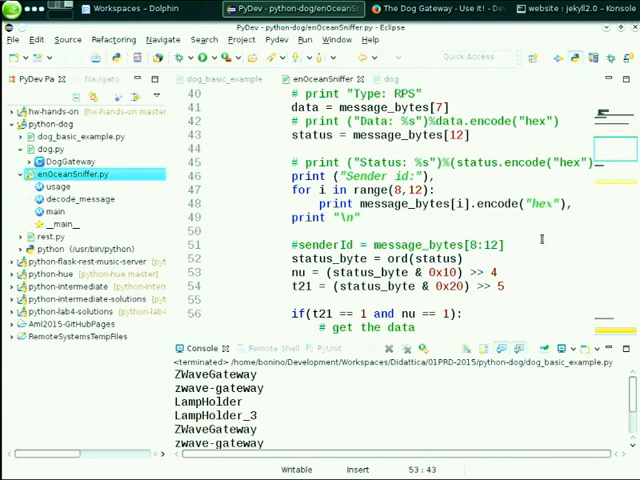 Workspaces – Dolphin
PyDev - python-dog/enOceanSn
The Dog Gateway - Use it! -
website : jekyll2.0 – Konsole
PyDev - python-dog/enOceanSniffer.py - Eclipse
File Edit Source Refactoring Navigate Search Project Pydev Run Window Help
Quick Access
PyDev Pa
Navigato
dog_basic_example
enOceanSniffer
dog
hw-hands-on
python-dog
dog_basic_example.py
dog.py
DogGateway
enOceanSniffer.py
usage
decode_message
main
__main__
rest.py
python (/usr/bin/python)
python-flask-rest-music-server
python-hue
python-intermediate
python-intermediate-solutions
python-lab4-solutions
AmI2015-GitHubPages
RemoteSystemsTempFiles
40 # print "Type: RPS"
41 data = message_bytes[7]
42 # print ("Data: %s")%data.encode("hex")
43 status = message_bytes[12]
44
45 # print ("Status: %s")%(status.encode("hex")
46 print ("Sender id:"),
47 for i in range(8,12):
48 print message_bytes[i].encode("hex"),
49 print "\n"
50
51 #senderId = message_bytes[8:12]
52 status_byte = ord(status)
53 nu = (status_byte & 0x10) >> 4
54 t21 = (status_byte & 0x20) >> 5
55
56 if(t21 == 1 and nu == 1):
# get the data
Console
Remote Shell
PyUnit
<terminated> /home/bonino/Development/Workspaces/Didattica/01PRD-2015/python-dog/dog_basic_example.py
ZWaveGateway
zwave-gateway
LampHolder
LampHolder_3
ZWaveGateway
zwave-gateway
Writable
Insert
53 : 43